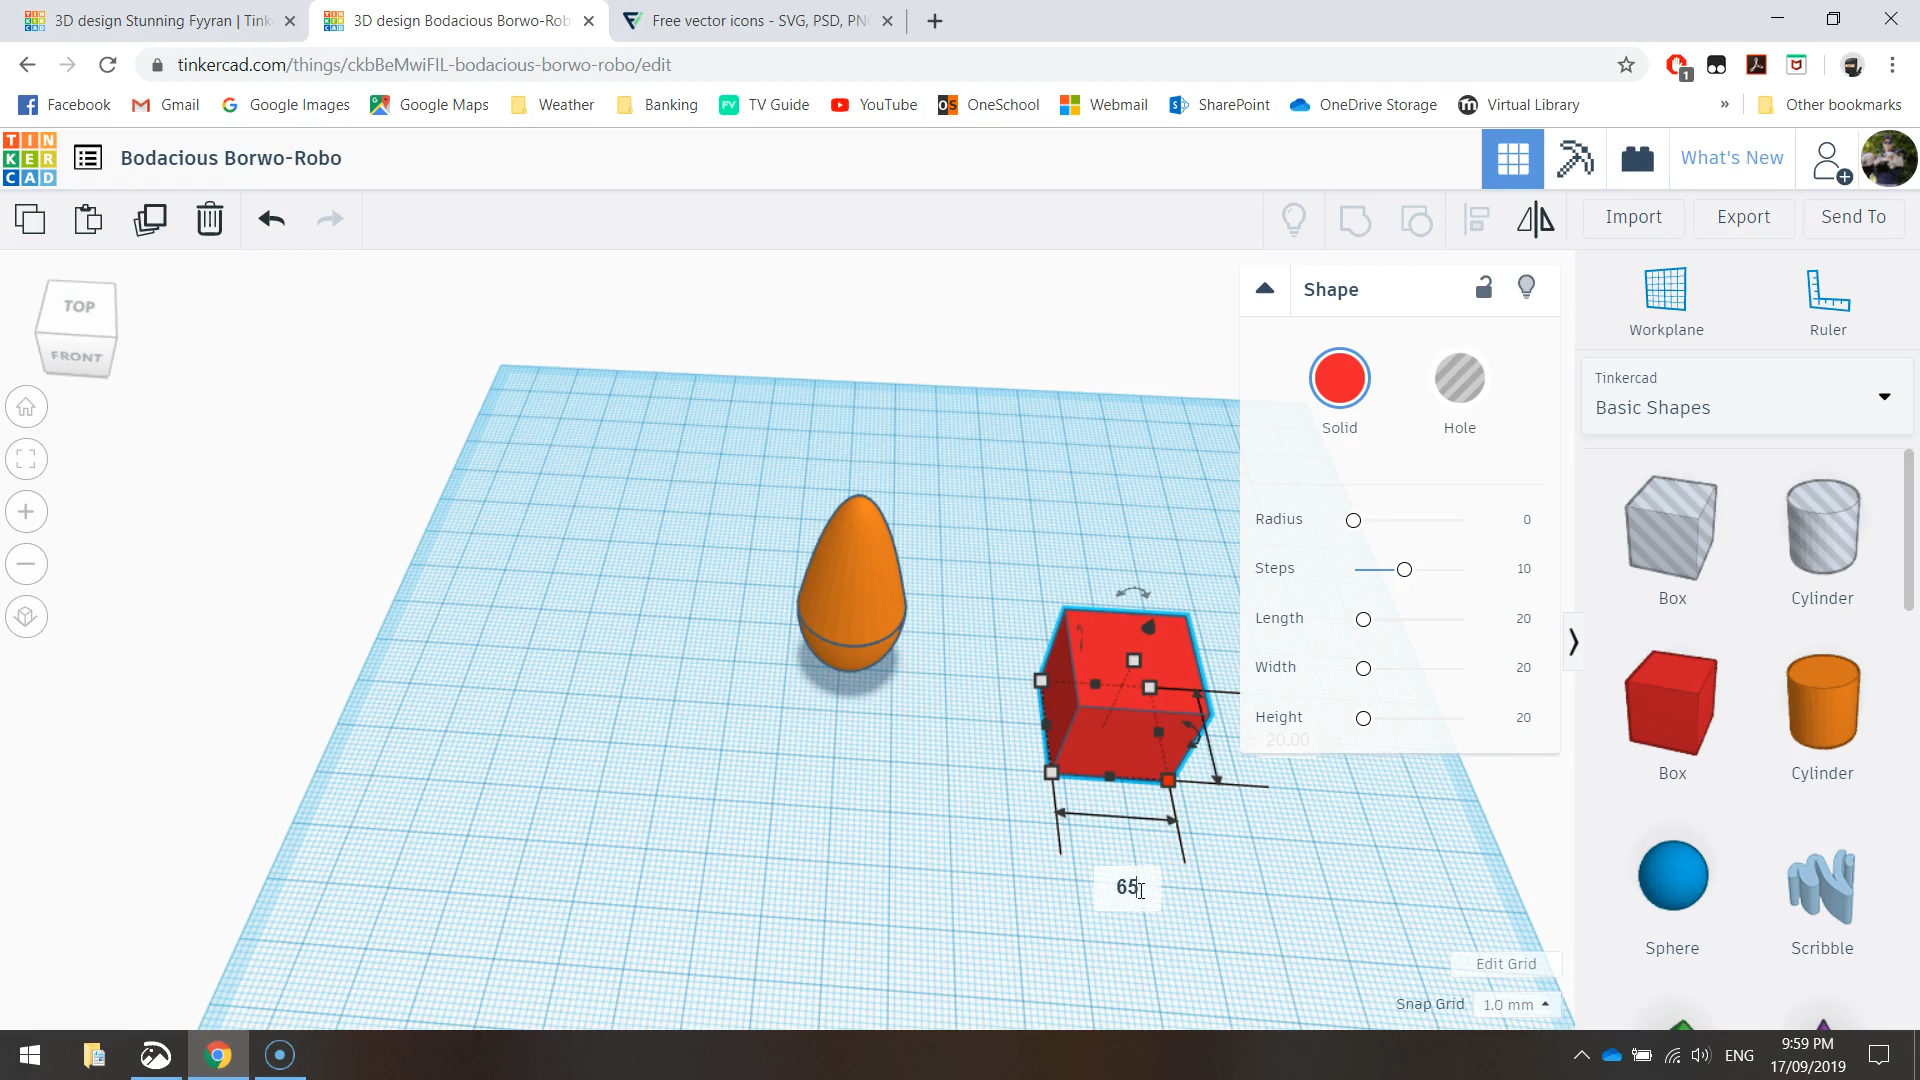 3D design Stunning Fyyran | Tink
3D design Bodacious Borwo-Rob
Free vector icons - SVG, PSD, PN
tinkercad.com/things/ckbBeMwiFIL-bodacious-borwo-robo/edit
1
Facebook
Gmail
Google Images
Google Maps
Weather
Banking
TV Guide
YouTube
OneSchool
Webmail
SharePoint
OneDrive Storage
Virtual Library
»
Other bookmarks
TIN
KER
CAD
Bodacious Borwo-Robo
What's New
Import
Export
Send To
TOP
FRONT
Shape
Solid
Hole
Radius 0
Steps 10
Length 20
Width 20
Height 20
20.00
65
Edit Grid
Snap Grid 1.0 mm
Workplane
Ruler
Tinkercad
Basic Shapes
Box
Cylinder
Box
Cylinder
Sphere
Scribble
ENG
9:59 PM
17/09/2019